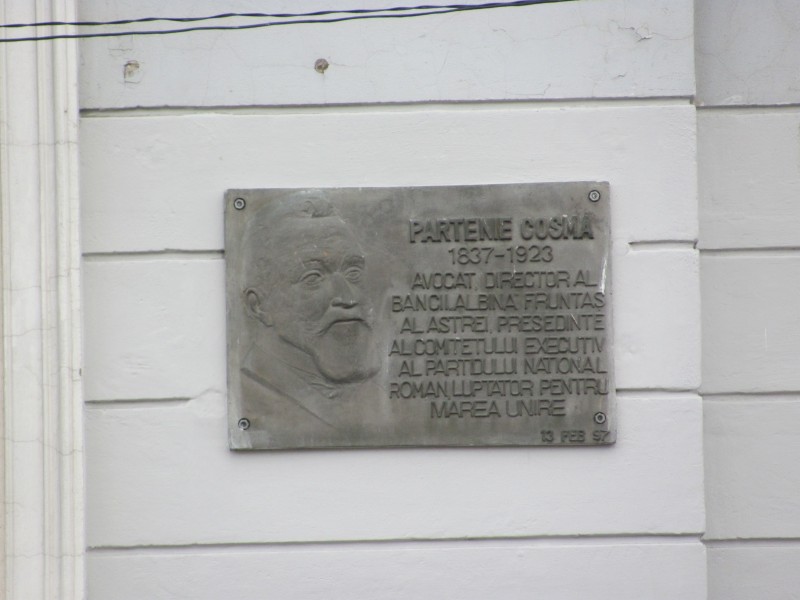 PARTENIE COSMA
1837-1923
AVOCAT, DIRECTOR AL
BANCII ALBINA, FRUNTAS
AL ASTREI, PRESEDINTE
AL COMITETULUI EXECUTIV
AL PARTIDULUI NATIONAL
ROMAN, LUPTATOR PENTRU
MAREA UNIRE
13 FEB 97